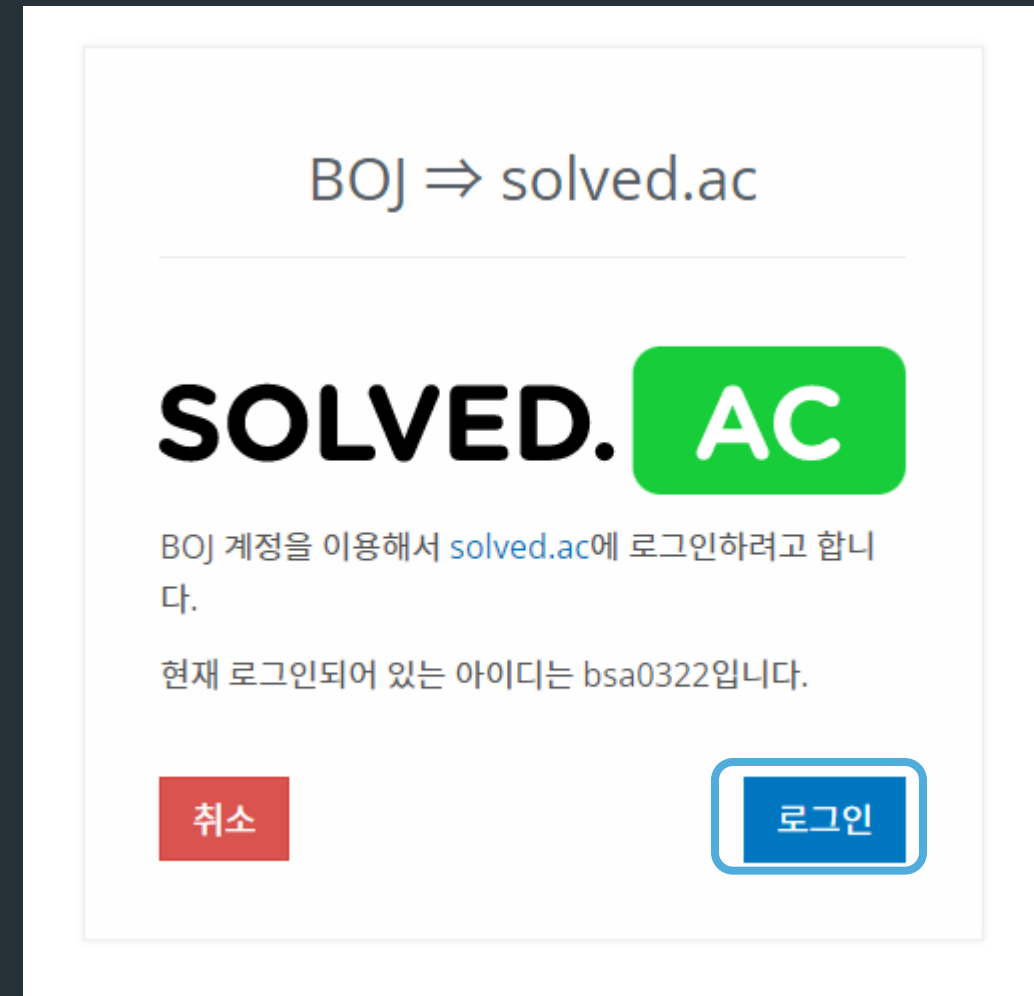 BOJ ⇒ solved.ac
SOLVED. AC
BOJ 계정을 이용해서 solved.ac에 로그인하려고 합니
다.
현재 로그인되어 있는 아이디는 bsa0322입니다.
취소 로그인